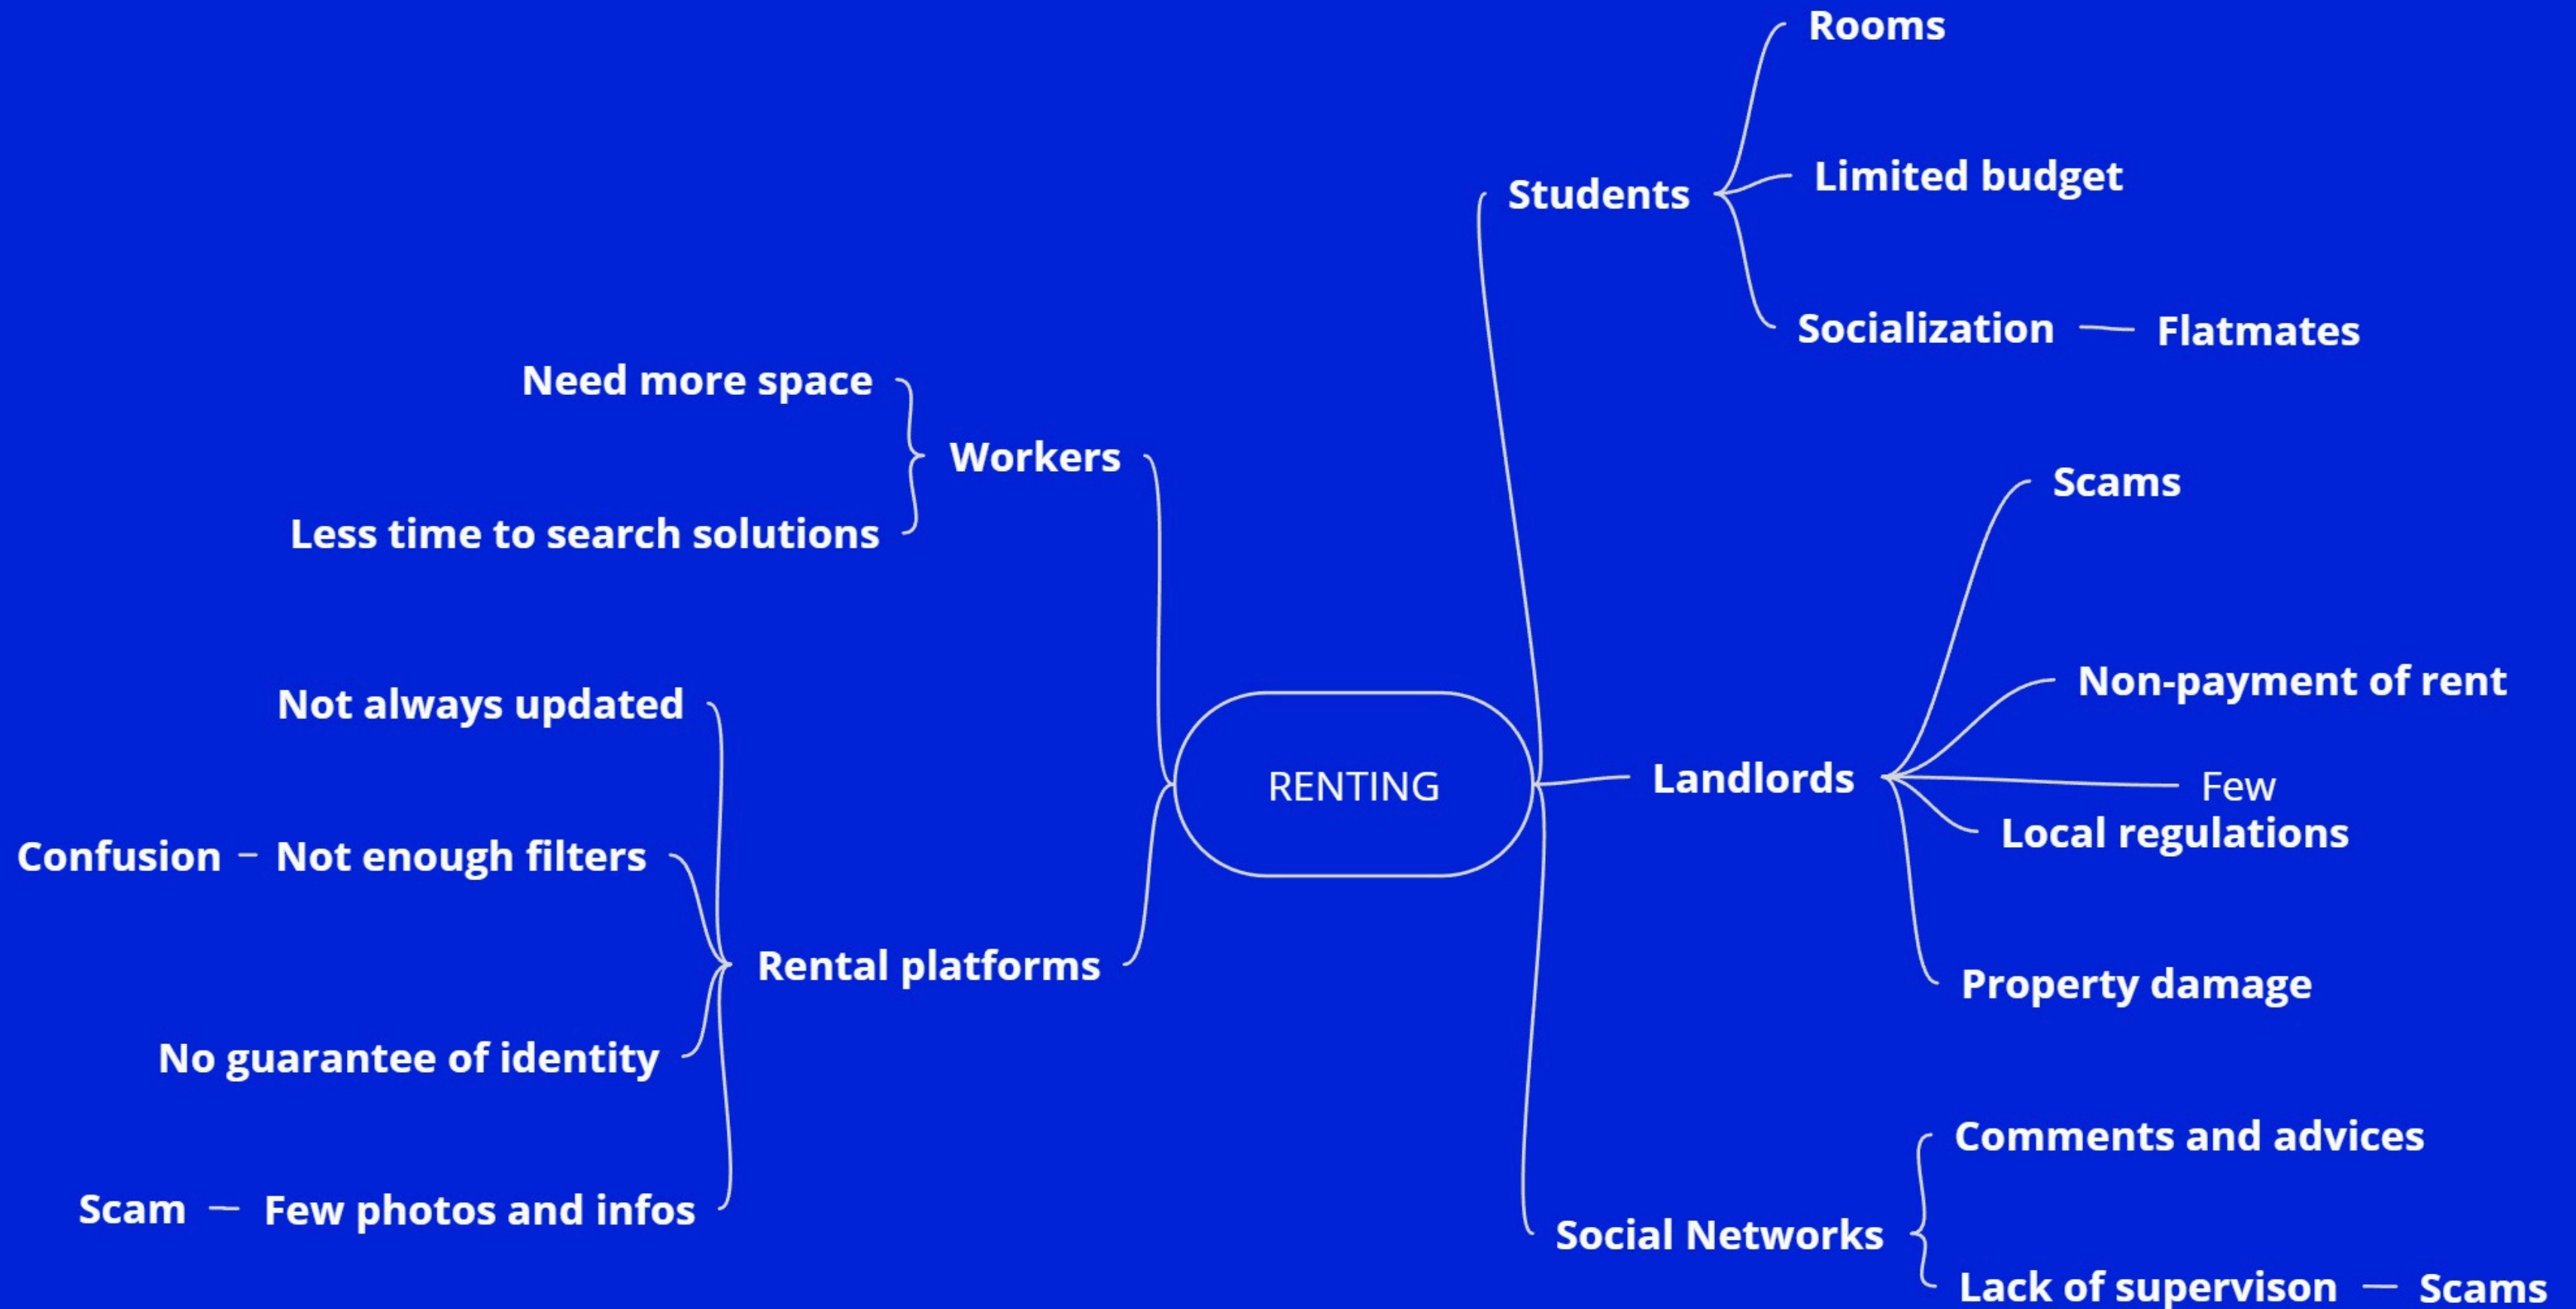 Rooms
Limited budget
Students
Socialization
Flatmates
Need more space
Workers
Less time to search solutions
Scams
Non-payment of rent
Not always updated
RENTING
Landlords
Few
Local regulations
Confusion
Not enough filters
Rental platforms
Property damage
No guarantee of identity
Comments and advices
Scam
Few photos and infos
Social Networks
Lack of supervison
Scams